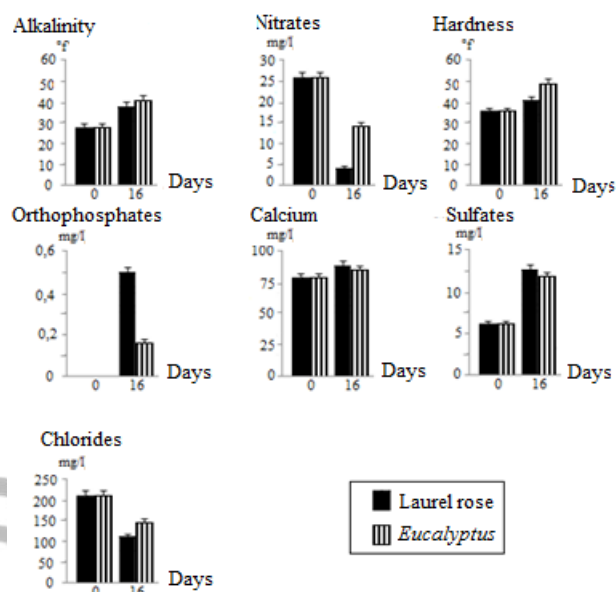 Alkalinity
°f
60
50
40
30
20
10
0
0 16 Days
Nitrates
mg/l
30
25
20
15
10
5
0
0 16 Days
Hardness
°f
60
50
40
30
20
10
0
0 16 Days
Orthophosphates
mg/l
0,6
0,4
0,2
0
0 16 Days
Calcium
mg/l
100
75
50
25
0
0 16 Days
Sulfates
mg/l
15
10
5
0
0 16 Days
Chlorides
mg/l
250
200
150
100
50
0
0 16 Days
Laurel rose
Eucalyptus